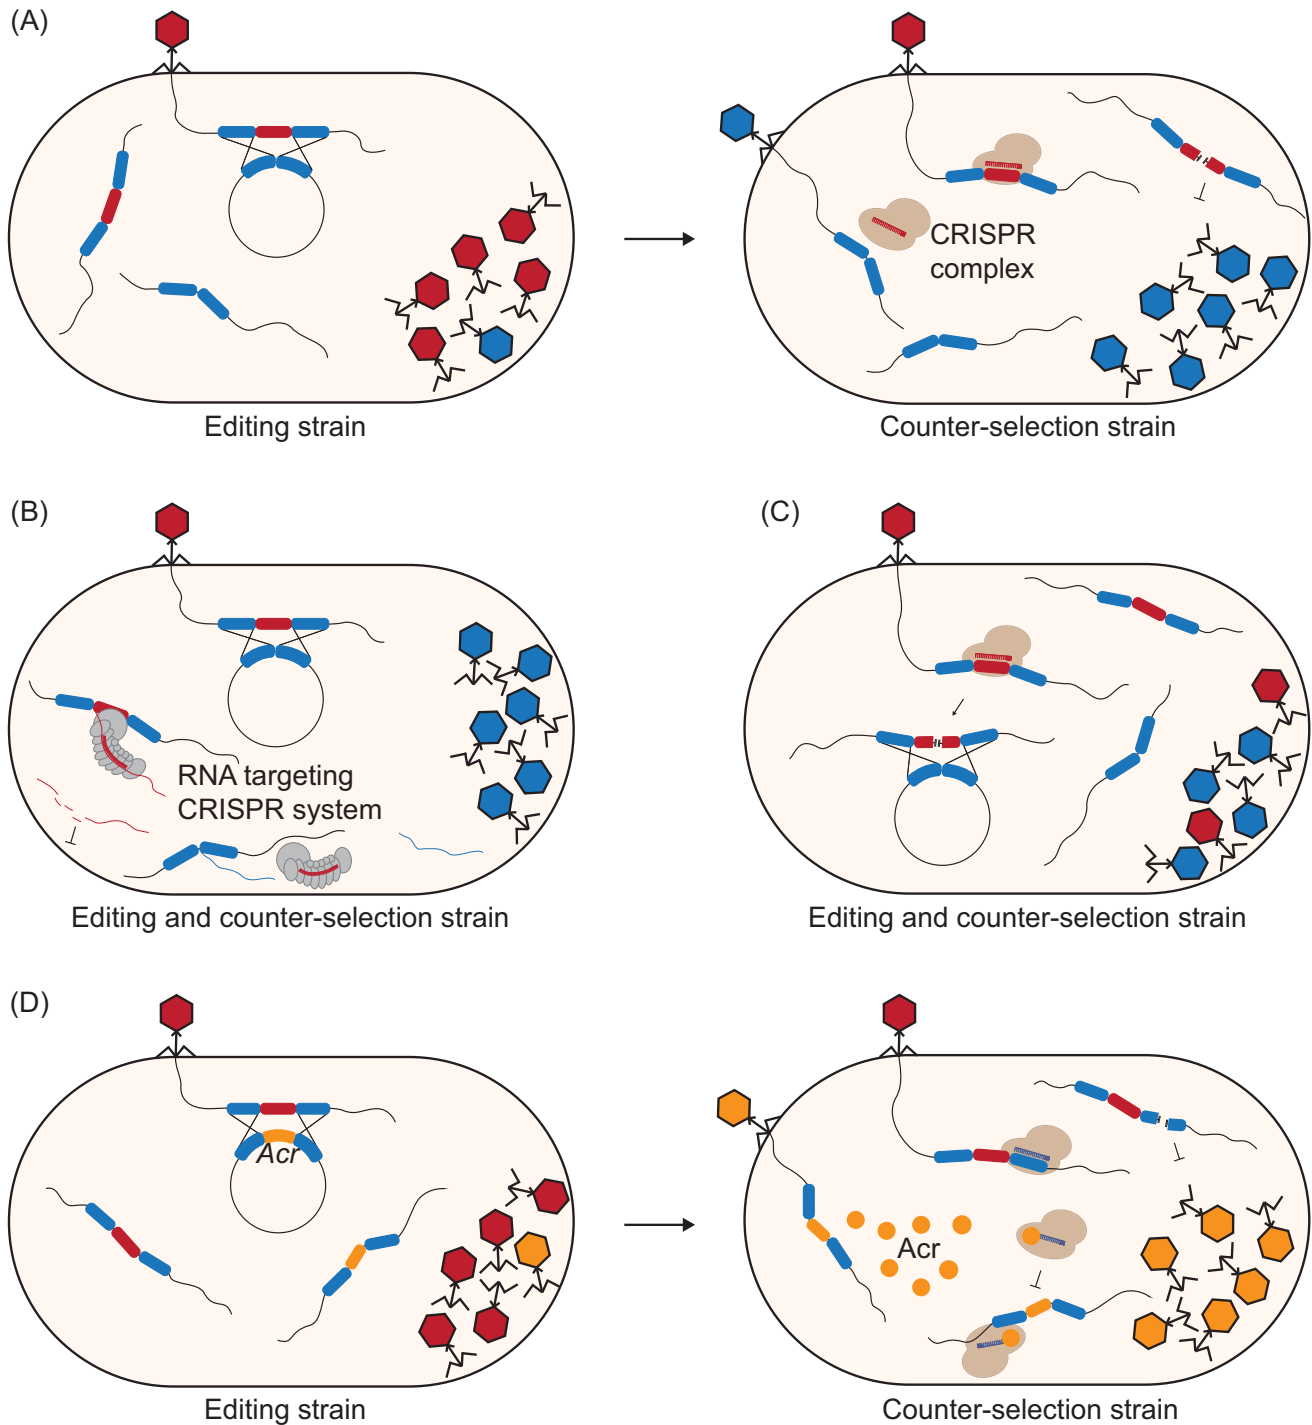 (A)
CRISPR
complex
Editing strain
Counter-selection strain
(B)
(C)
RNA targeting
CRISPR system
Editing and counter-selection strain
Editing and counter-selection strain
(D)
Acr
Acr
Editing strain
Counter-selection strain